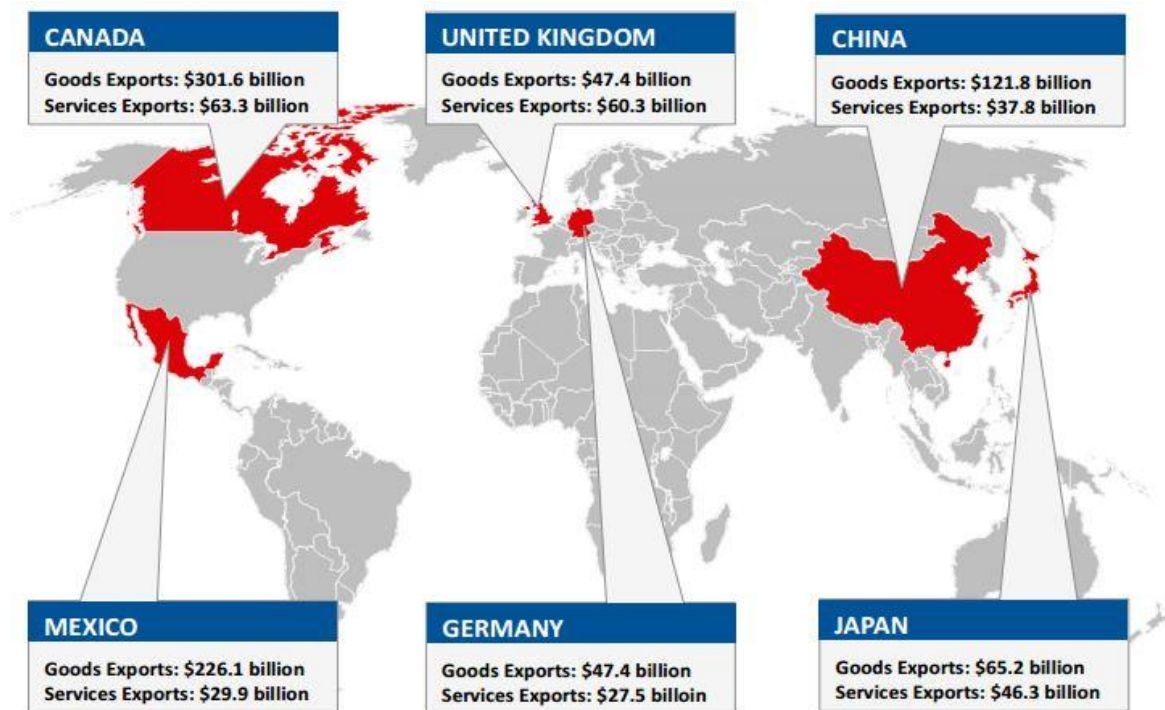 CANADA
Goods Exports: $301.6 billion
Services Exports: $63.3 billion
UNITED KINGDOM
Goods Exports: $47.4 billion
Services Exports: $60.3 billion
CHINA
Goods Exports: $121.8 billion
Services Exports: $37.8 billion
MEXICO
Goods Exports: $226.1 billion
Services Exports: $29.9 billion
GERMANY
Goods Exports: $47.4 billion
Services Exports: $27.5 billoin
JAPAN
Goods Exports: $65.2 billion
Services Exports: $46.3 billion